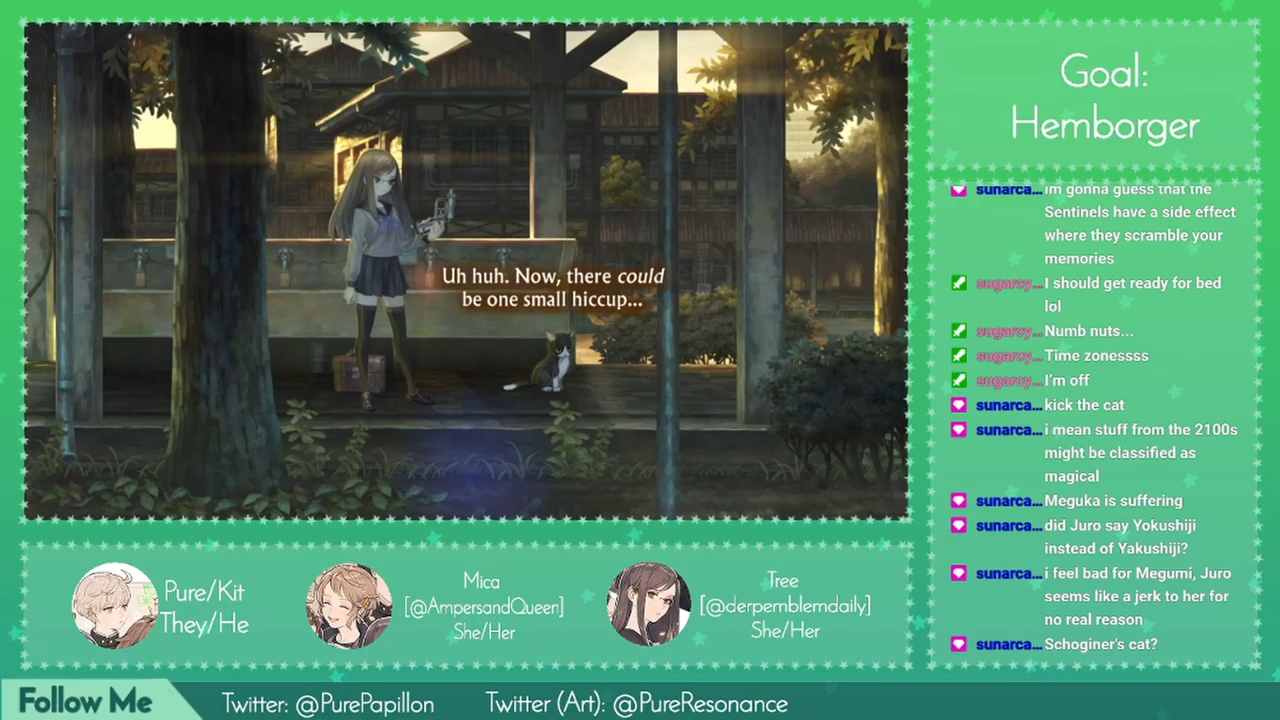 Uh huh. Now, there could
be one small hiccup...
Goal:
Hemborger
sunarca... im gonna guess that the
Sentinels have a side effect
where they scramble your
memories
sugarcy... I should get ready for bed
lol
sugarcy... Numb nuts...
sugarcy... Time zonessss
sugarcy... I'm off
sunarca... kick the cat
sunarca... i mean stuff from the 2100s
might be classified as
magical
sunarca... Meguka is suffering
sunarca... did Juro say Yokushiji
instead of Yakushiji?
sunarca... i feel bad for Megumi, Juro
seems like a jerk to her for
no real reason
sunarca... Schoginer's cat?
Pure/Kit
They/He
Mica
[@AmpersandQueen]
She/Her
Tree
[@derpemblemdaily]
She/Her
Follow Me
Twitter: @PurePapillon
Twitter (Art): @PureResonance